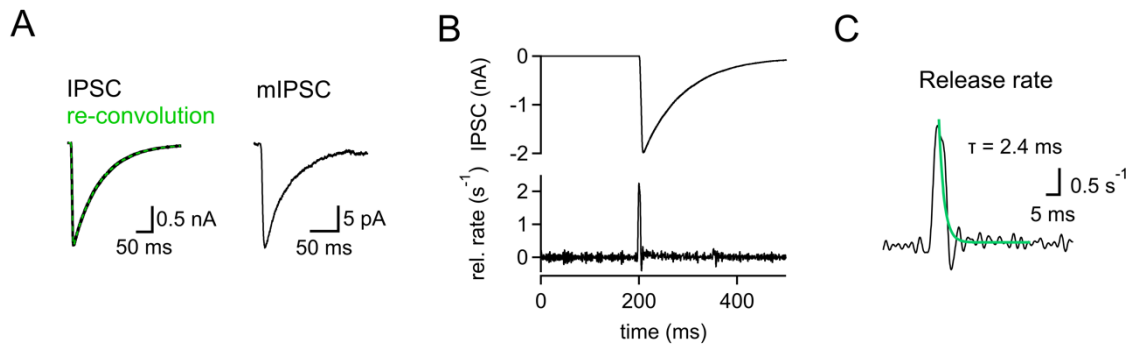 A
IPSC
re-convolution
mIPSC
0.5 nA
50 ms
5 pA
50 ms
B
IPSC (nA)
0
-1
-2
rel. rate (s⁻¹)
2
1
0
0
200
400
time (ms)
C
Release rate
τ = 2.4 ms
0.5 s⁻¹
5 ms